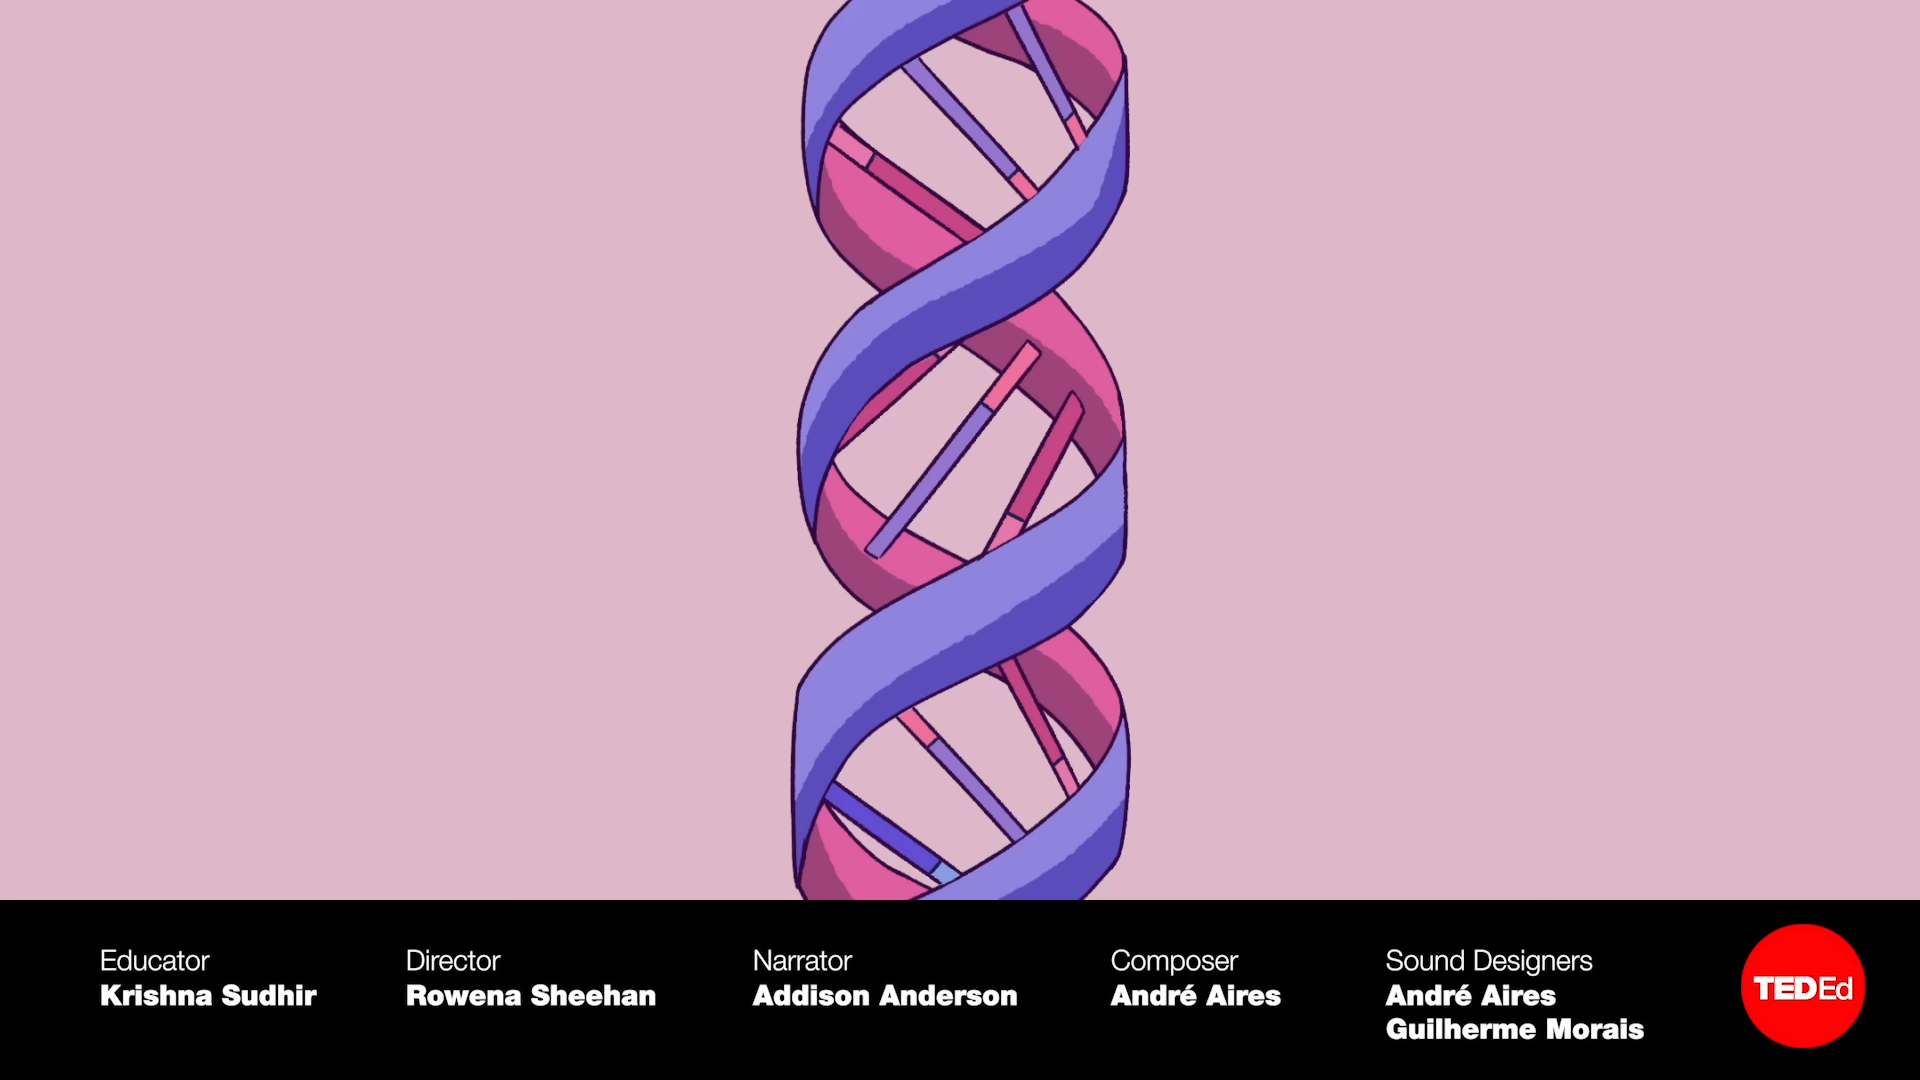 Educator
Krishna Sudhir
Director
Rowena Sheehan
Narrator
Addison Anderson
Composer
André Aires
Sound Designers
André Aires
Guilherme Morais
TEDEd